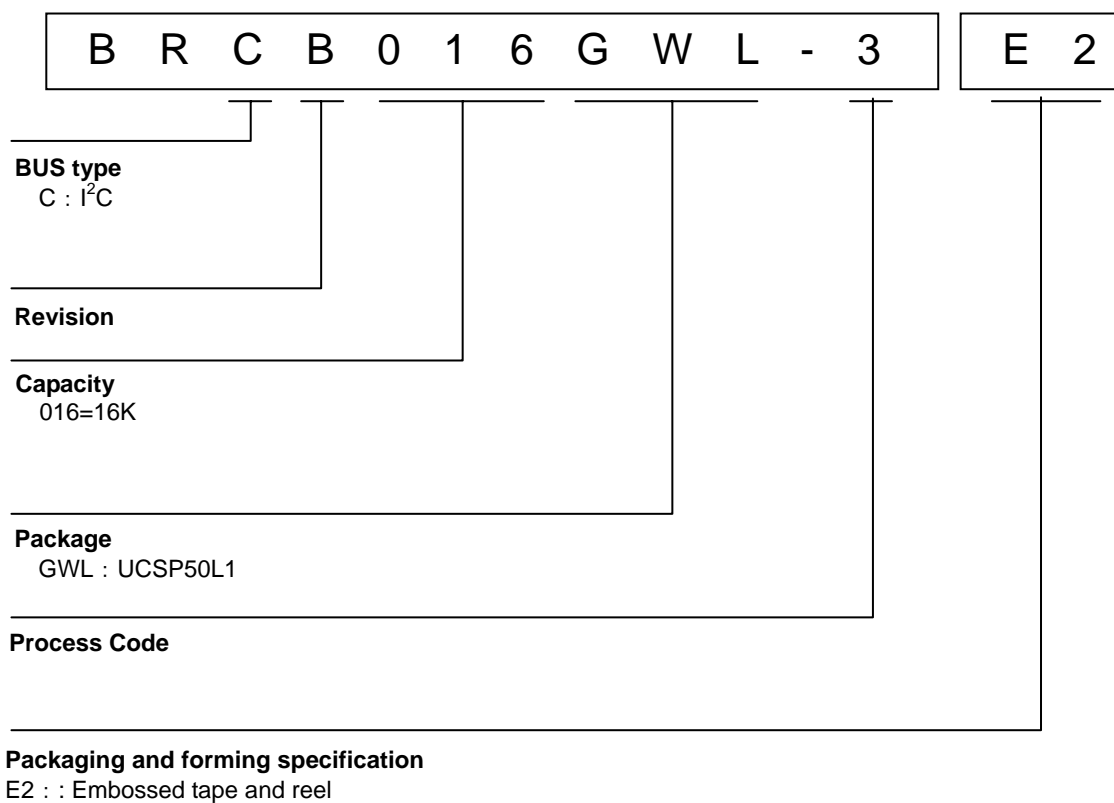 B R C B 0 1 6 G W L - 3 E 2
BUS type
C : I²C
Revision
Capacity
016=16K
Package
GWL : UCSP50L1
Process Code
Packaging and forming specification
E2 : : Embossed tape and reel